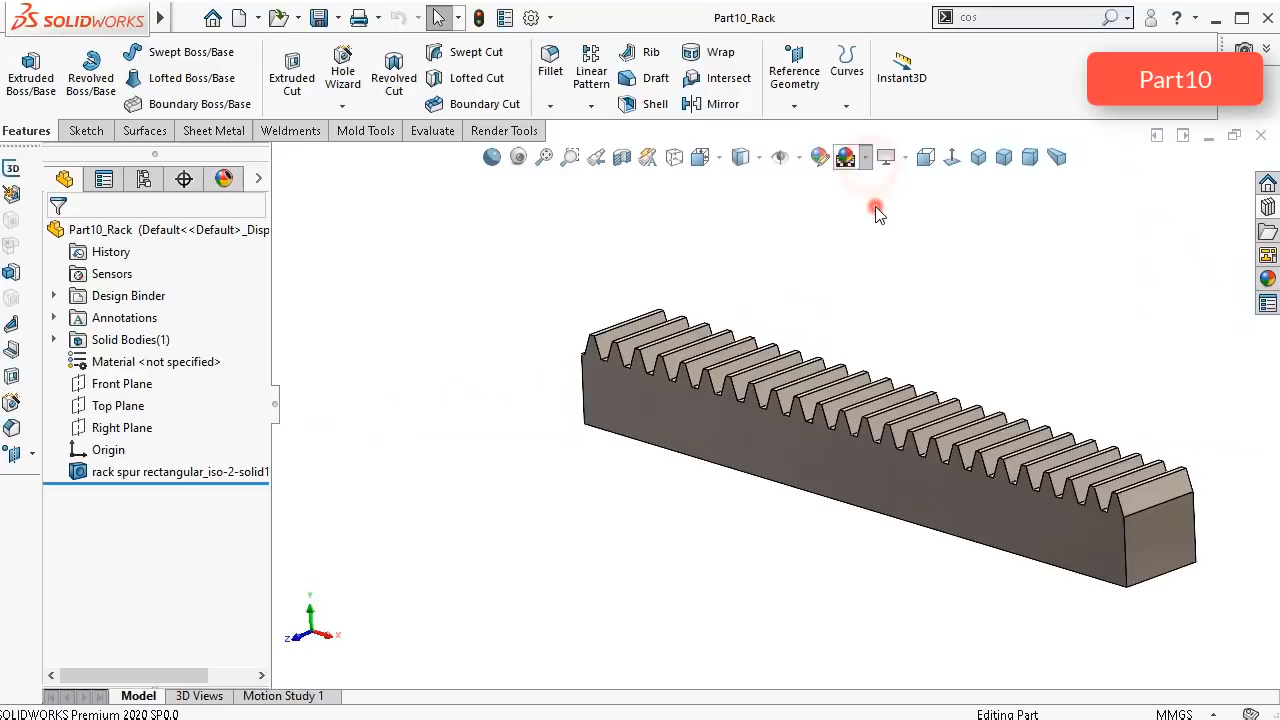 SOLIDWORKS
Part10_Rack
cos
Part10
Extruded Boss/Base
Revolved Boss/Base
Swept Boss/Base
Lofted Boss/Base
Boundary Boss/Base
Extruded Cut
Hole Wizard
Revolved Cut
Swept Cut
Lofted Cut
Boundary Cut
Fillet
Linear Pattern
Rib
Draft
Shell
Wrap
Intersect
Mirror
Reference Geometry
Curves
Instant3D
Features
Sketch
Surfaces
Sheet Metal
Weldments
Mold Tools
Evaluate
Render Tools
3D
Part10_Rack (Default<<Default>_Disp
History
Sensors
Design Binder
Annotations
Solid Bodies(1)
Material <not specified>
Front Plane
Top Plane
Right Plane
Origin
rack spur rectangular_iso-2-solid1
Y
Z
X
Model
3D Views
Motion Study 1
SOLIDWORKS Premium 2020 SP0.0
Editing Part
MMGS